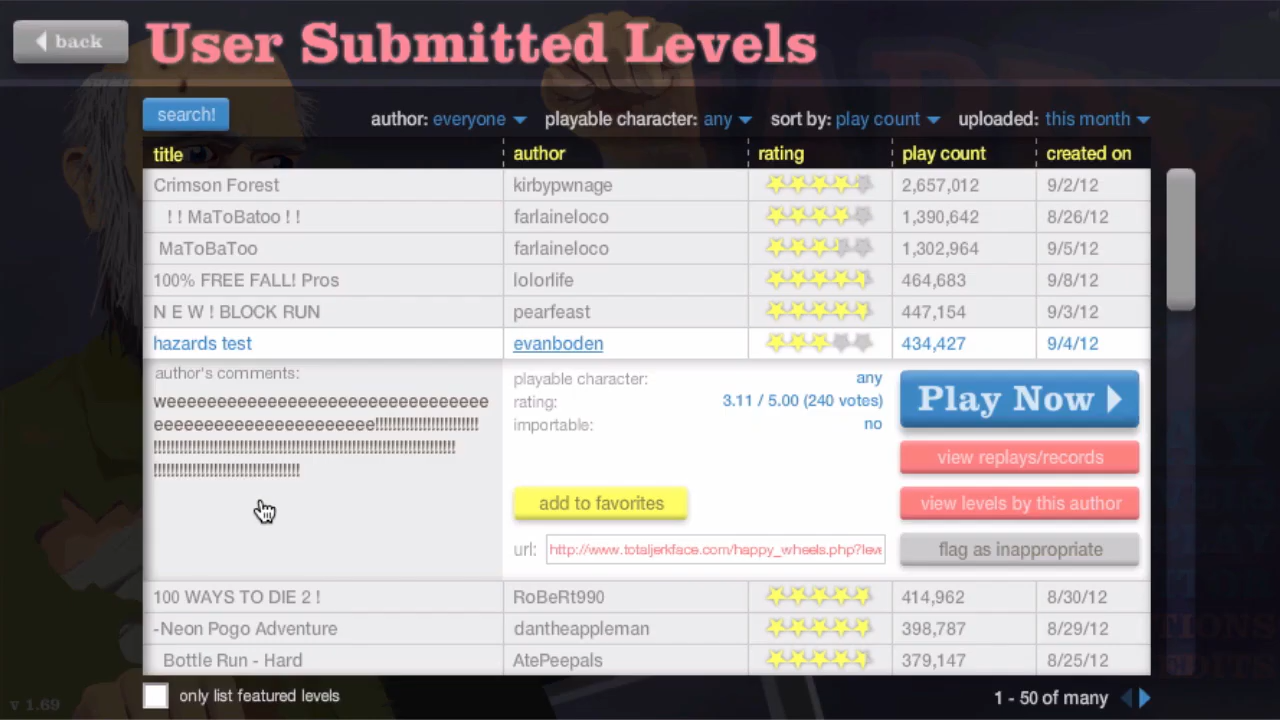 back
User Submitted Levels
search!
author: everyone playable character: any sort by: play count uploaded: this month
title author rating play count created on
Crimson Forest kirbypwnage 2,657,012 9/2/12
! ! MaToBatoo ! ! farlaineloco 1,390,642 8/26/12
MaToBaToo farlaineloco 1,302,964 9/5/12
100% FREE FALL! Pros lolorlife 464,683 9/8/12
N E W ! BLOCK RUN pearfeast 447,154 9/3/12
hazards test evanboden 434,427 9/4/12
author's comments:
weeeeeeeeeeeeeeeeeeeeeeeeeeeeee
eeeeeeeeeeeeeeeeeeee!!!!!!!!!!!!!!!!!!!!!!!!!
!!!!!!!!!!!!!!!!!!!!!!!!!!!!!!!!!!!!!!!!!!!!!!!!!!!!!!!!!!!!!!!!!!!!!!!!
!!!!!!!!!!!!!!!!!!!!!!!!!!!!!!!!!!!
playable character: any
rating: 3.11 / 5.00 (240 votes)
importable: no
add to favorites
url: http://www.totaljerkface.com/happy_wheels.php?leve
Play Now
view replays/records
view levels by this author
flag as inappropriate
100 WAYS TO DIE 2 ! RoBeRt990 414,962 8/30/12
-Neon Pogo Adventure dantheappleman 398,787 8/29/12
Bottle Run - Hard AtePeepals 379,147 8/25/12
only list featured levels
1 - 50 of many
v 1.69